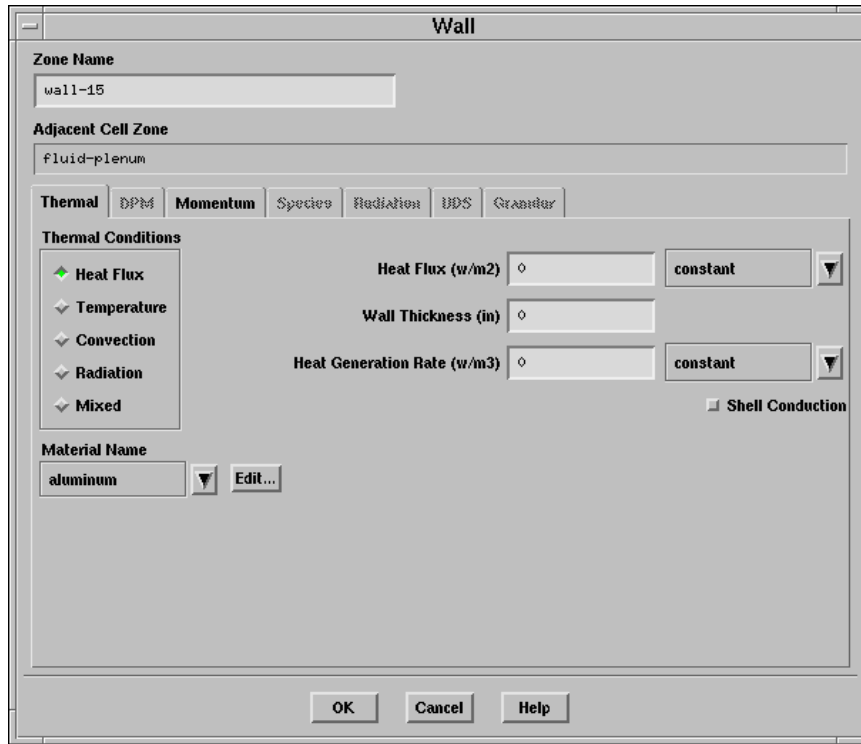 Wall
Zone Name
wall-15
Adjacent Cell Zone
fluid-plenum
Thermal DPM Momentum Species Radiation UDS Granular
Thermal Conditions
Heat Flux
Temperature
Convection
Radiation
Mixed
Heat Flux (w/m2) 0 constant
Wall Thickness (in) 0
Heat Generation Rate (w/m3) 0 constant
Shell Conduction
Material Name
aluminum Edit...
OK Cancel Help